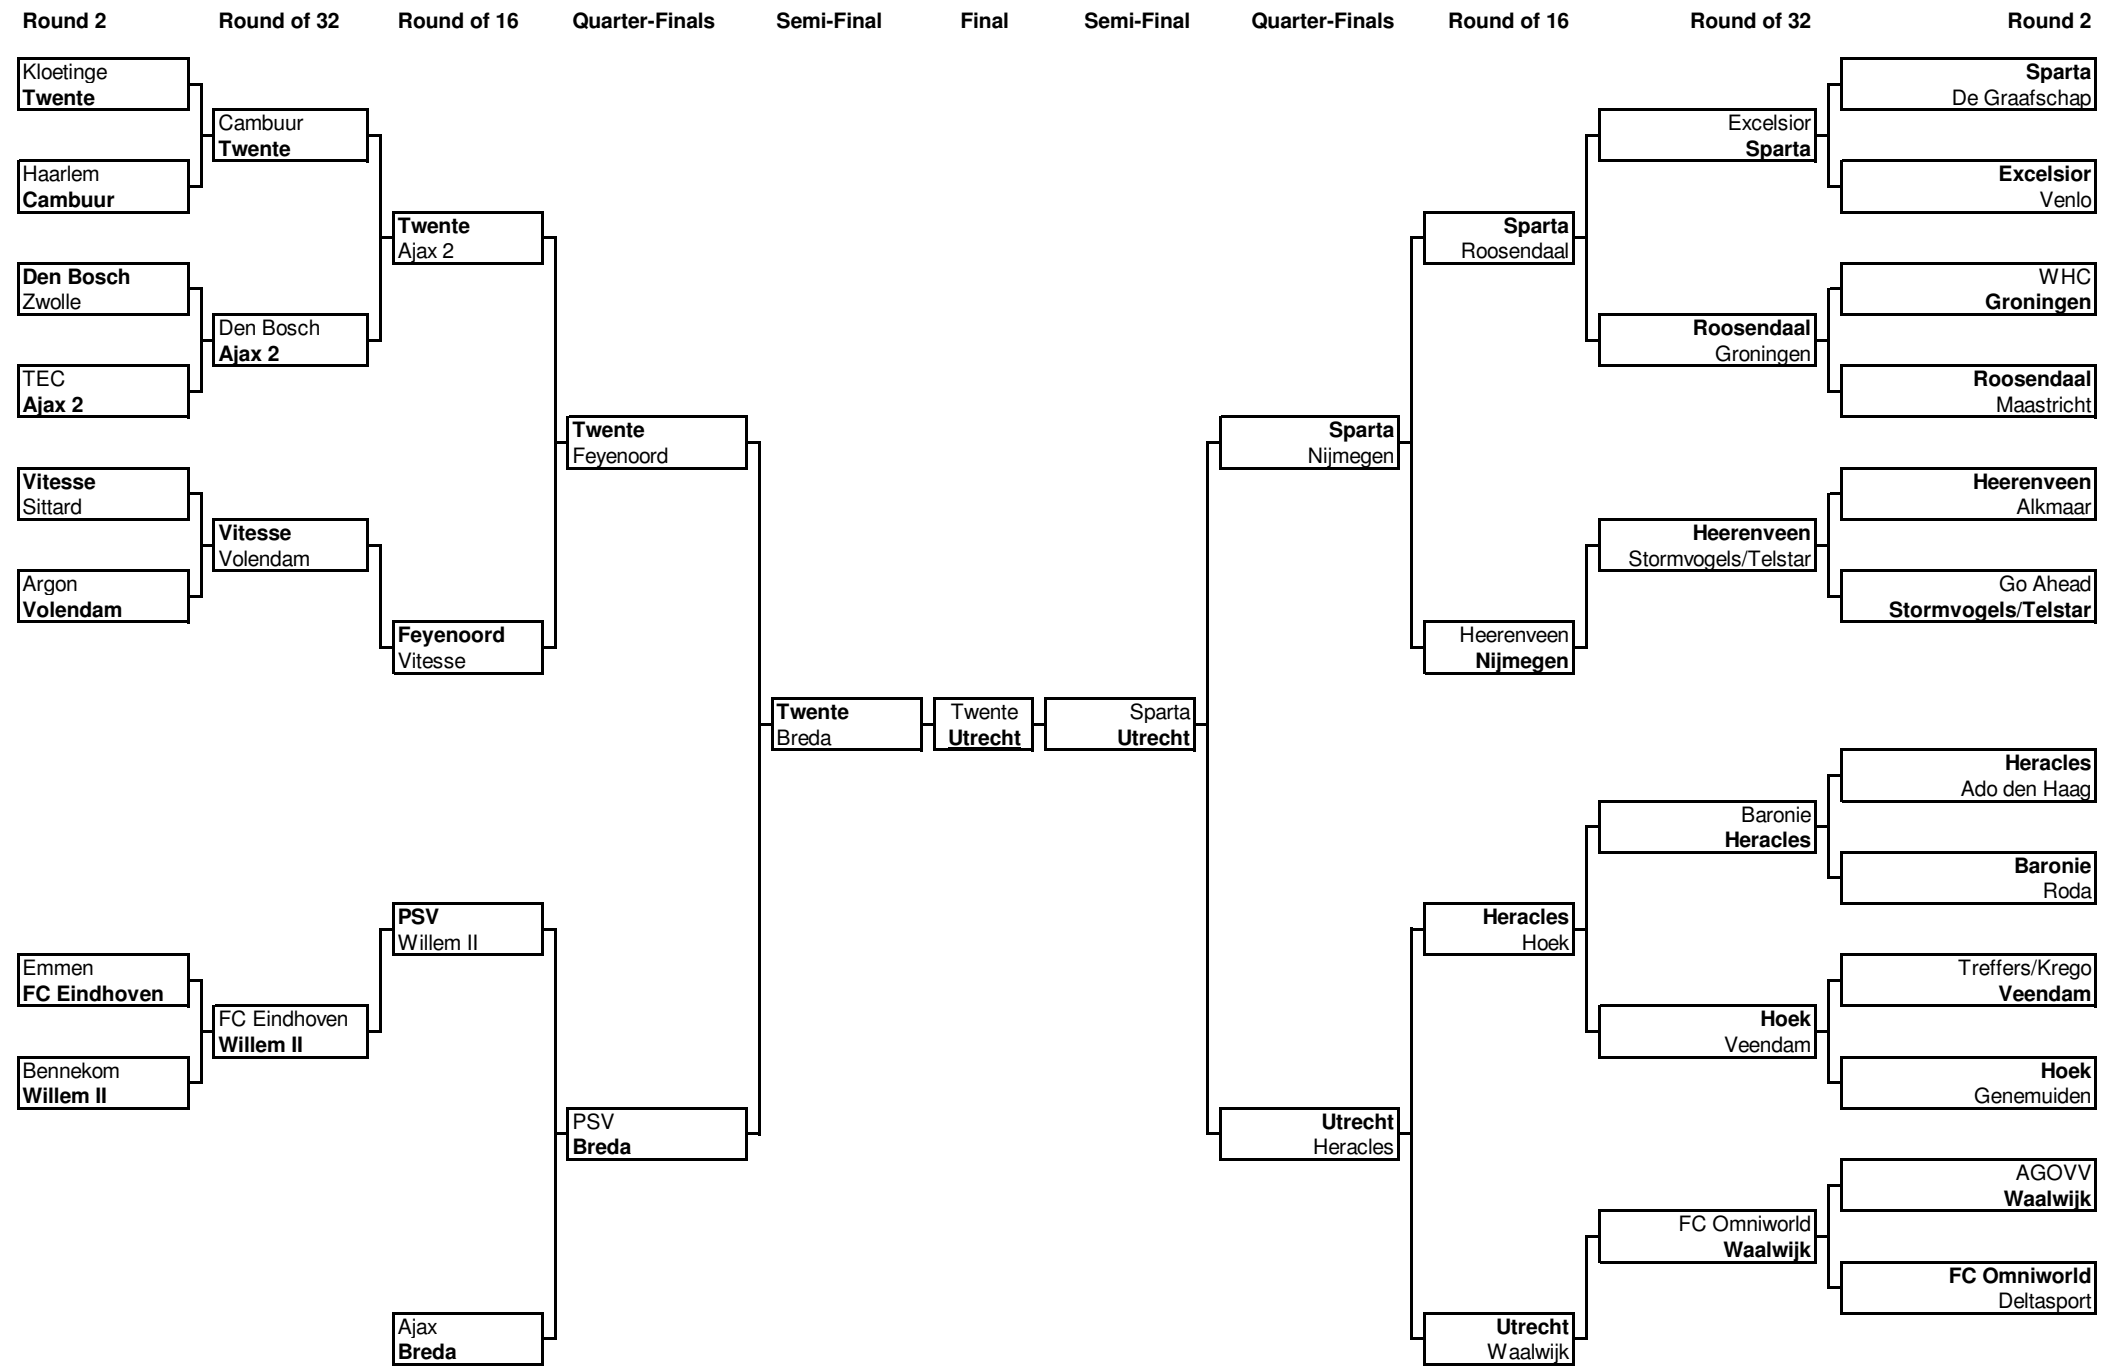 Round 2
Round of 32
Round of 16
Quarter-Finals
Semi-Final
Final
Semi-Final
Quarter-Finals
Round of 16
Round of 32
Round 2
Kloetinge
Twente
Haarlem
Cambuur
Den Bosch
Zwolle
TEC
Ajax 2
Vitesse
Sittard
Argon
Volendam
Emmen
FC Eindhoven
Bennekom
Willem II
Cambuur
Twente
Den Bosch
Ajax 2
Vitesse
Volendam
FC Eindhoven
Willem II
Twente
Ajax 2
Feyenoord
Vitesse
PSV
Willem II
Ajax
Breda
Twente
Feyenoord
PSV
Breda
Twente
Breda
Twente
Utrecht
Sparta
Utrecht
Sparta
Nijmegen
Utrecht
Heracles
Sparta
Roosendaal
Heerenveen
Nijmegen
Heracles
Hoek
Utrecht
Waalwijk
Excelsior
Sparta
Roosendaal
Groningen
Heerenveen
Stormvogels/Telstar
Baronie
Heracles
Hoek
Veendam
FC Omniworld
Waalwijk
Sparta
De Graafschap
Excelsior
Venlo
WHC
Groningen
Roosendaal
Maastricht
Heerenveen
Alkmaar
Go Ahead
Stormvogels/Telstar
Heracles
Ado den Haag
Baronie
Roda
Treffers/Krego
Veendam
Hoek
Genemuiden
AGOVV
Waalwijk
FC Omniworld
Deltasport